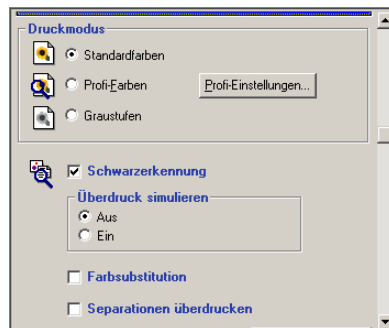 Druckmodus
Standardfarben
Profi-Farben
Profi-Einstellungen...
Graustufen
Schwarzerkennung
Überdruck simulieren
Aus
Ein
Farbsubstitution
Separationen überdrucken